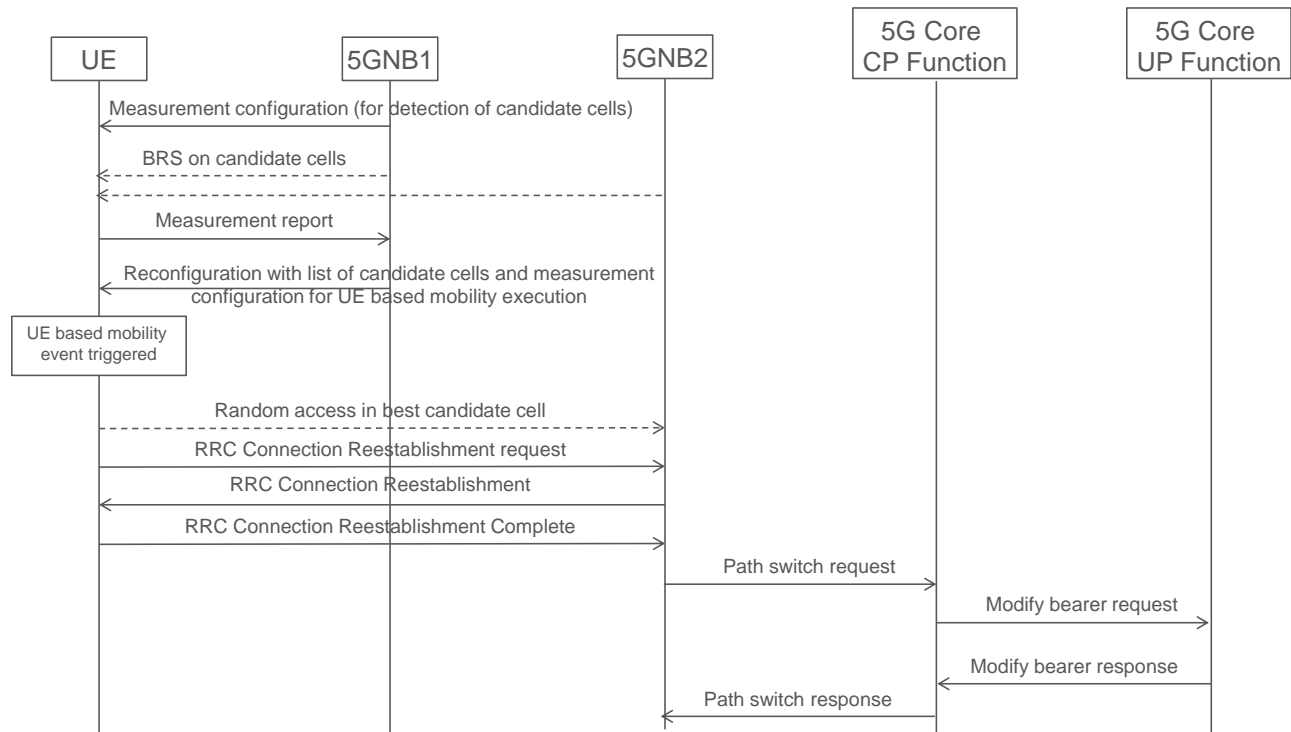 UE
5GNB1
5GNB2
5G Core
CP Function
5G Core
UP Function
Measurement configuration (for detection of candidate cells)
BRS on candidate cells
Measurement report
Reconfiguration with list of candidate cells and measurement
configuration for UE based mobility execution
UE based mobility
event triggered
Random access in best candidate cell
RRC Connection Reestablishment request
RRC Connection Reestablishment
RRC Connection Reestablishment Complete
Path switch request
Modify bearer request
Modify bearer response
Path switch response